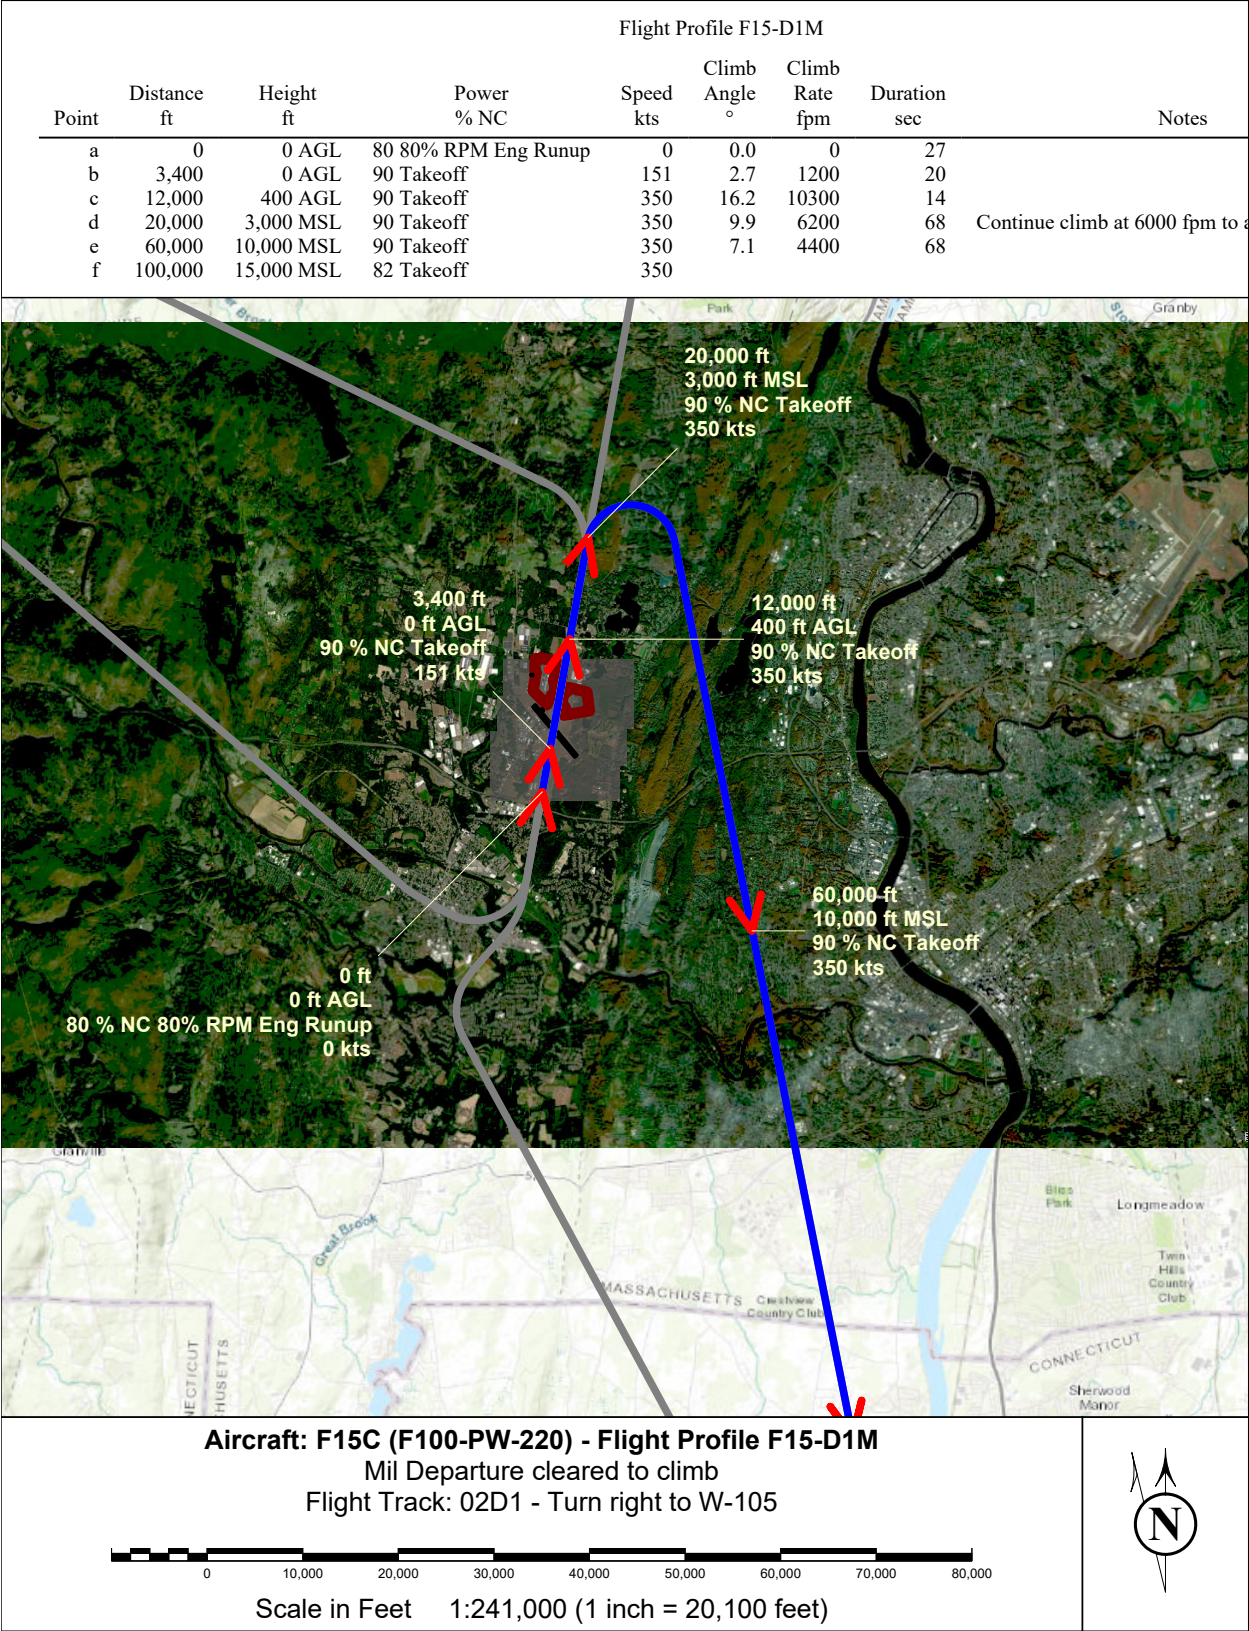 Flight Profile F15-D1M
Climb Climb
Distance Height Power Speed Angle Rate Duration
Point ft ft % NC kts ° fpm sec Notes
a 0 0 AGL 80 80% RPM Eng Runup 0 0.0 0 27
b 3,400 0 AGL 90 Takeoff 151 2.7 1200 20
c 12,000 400 AGL 90 Takeoff 350 16.2 10300 14
d 20,000 3,000 MSL 90 Takeoff 350 9.9 6200 68 Continue climb at 6000 fpm to a
e 60,000 10,000 MSL 90 Takeoff 350 7.1 4400 68
f 100,000 15,000 MSL 82 Takeoff 350
Park
Granby
20,000 ft
3,000 ft MSL
90 % NC Takeoff
350 kts
3,400 ft
0 ft AGL
90 % NC Takeoff
151 kts
12,000 ft
400 ft AGL
90 % NC Takeoff
350 kts
60,000 ft
10,000 ft MSL
90 % NC Takeoff
350 kts
0 ft
0 ft AGL
80 % NC 80% RPM Eng Runup
0 kts
Granville
Great Brook
Bliss
Park
Longmeadow
Twin
Hills
Country
Club
MASSACHUSETTS
Crestview
Country Club
CONNECTICUT
NECTICUT
HUSETTS
Sherwood
Manor
Aircraft: F15C (F100-PW-220) - Flight Profile F15-D1M
Mil Departure cleared to climb
Flight Track: 02D1 - Turn right to W-105
0 10,000 20,000 30,000 40,000 50,000 60,000 70,000 80,000
Scale in Feet 1:241,000 (1 inch = 20,100 feet)
N